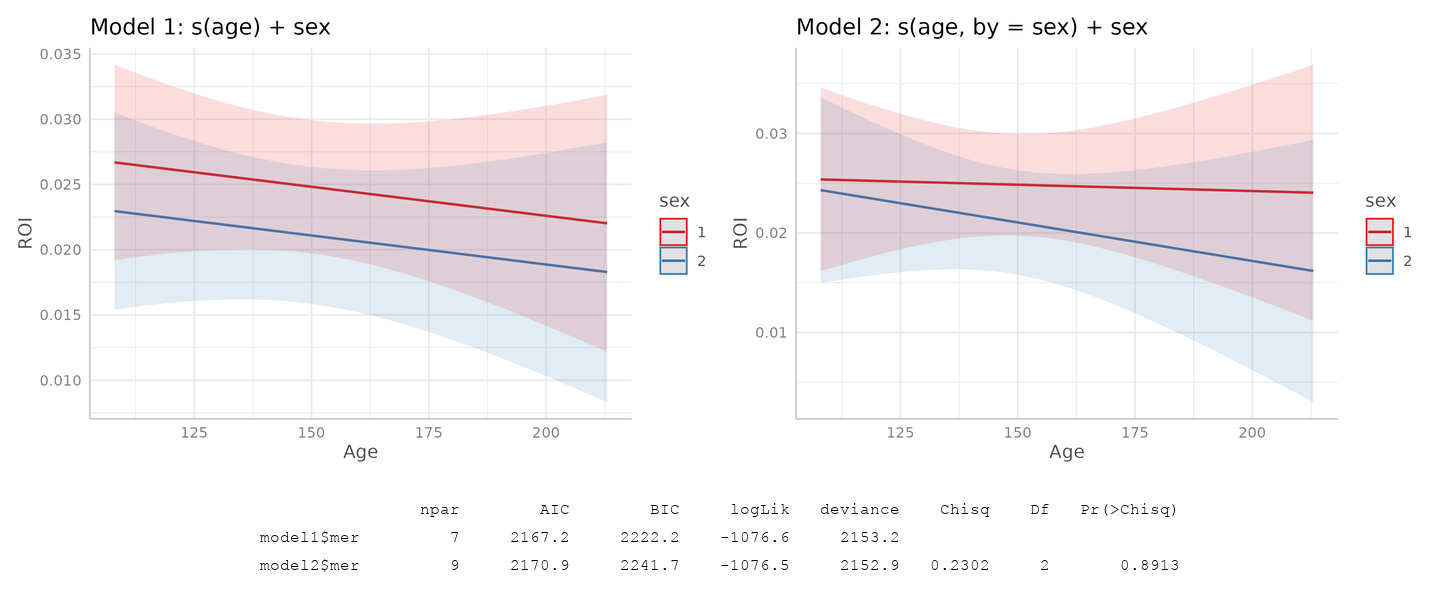 Model 1: s(age) + sex
0.035
0.030
0.025
0.020
0.015
0.010
ROI
125 150 175 200
Age
sex
1
2
Model 2: s(age, by = sex) + sex
0.03
0.02
0.01
ROI
125 150 175 200
Age
sex
1
2
npar AIC BIC logLik deviance Chisq Df Pr(>Chisq)
model1$mer 7 2167.2 2222.2 -1076.6 2153.2
model2$mer 9 2170.9 2241.7 -1076.5 2152.9 0.2302 2 0.8913